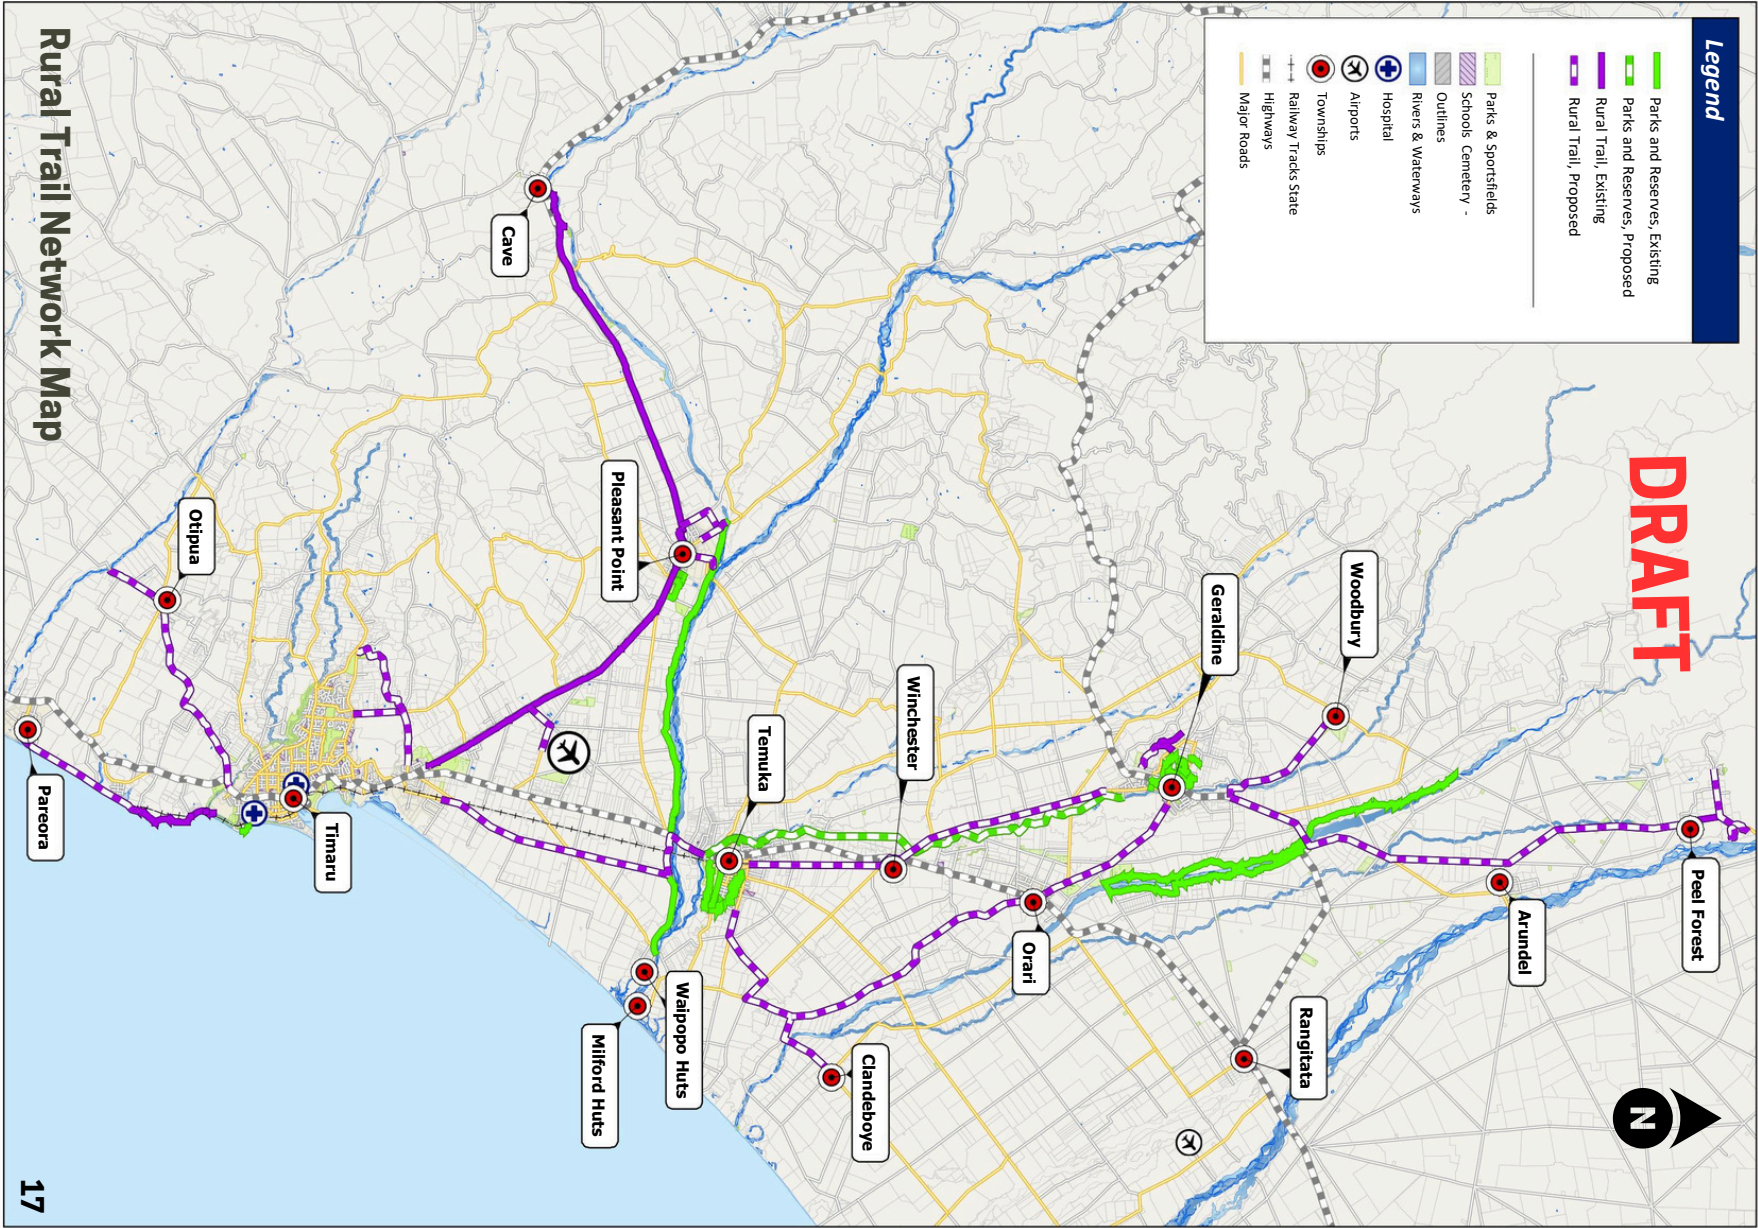 Legend
Parks and Reserves, Existing
Parks and Reserves, Proposed
Rural Trail, Existing
Rural Trail, Proposed
Parks & Sportsfields
Schools Cemetery -
Outlines
Rivers & Waterways
Hospital
Airports
Townships
Railway Tracks State
Highways
Major Roads
DRAFT
Peel Forest
Arundel
Woodbury
Rangitata
Geraldine
Orari
Winchester
Clandeboye
Temuka
Waipopo Huts
Milford Huts
Pleasant Point
Cave
Timaru
Otipua
Pareora
N
Rural Trail Network Map
17